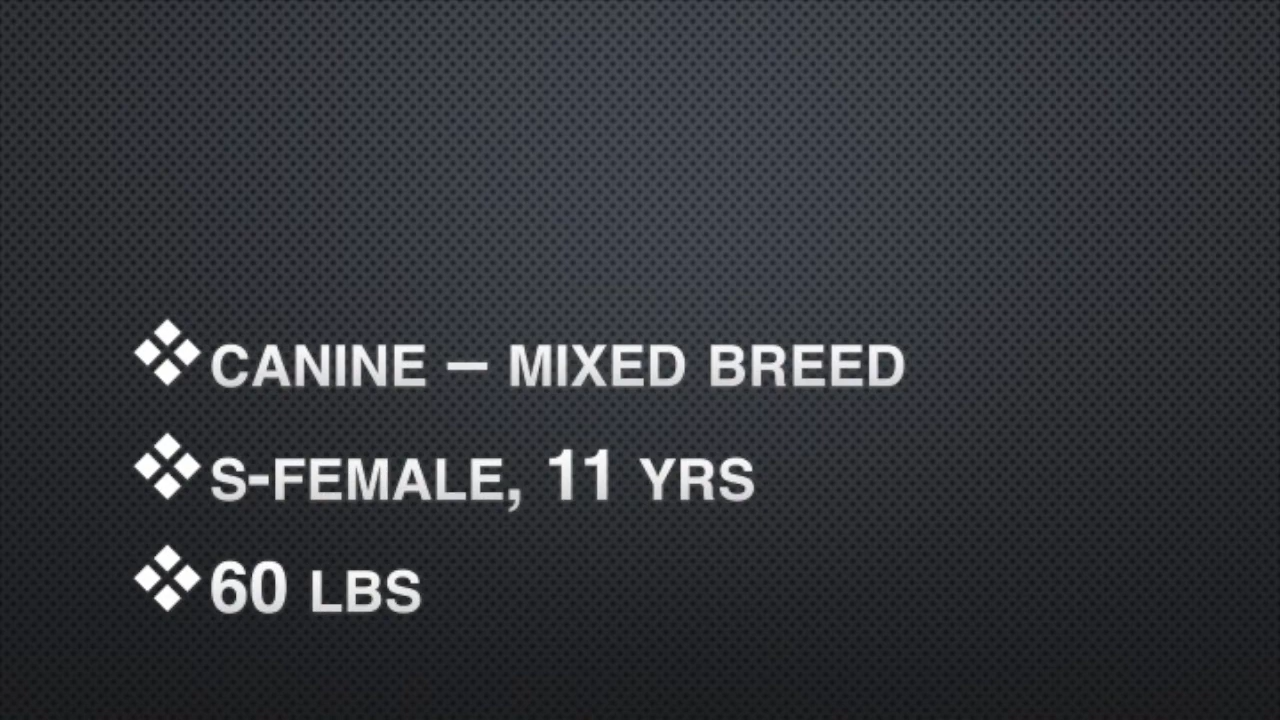 ❖CANINE – MIXED BREED
❖S-FEMALE, 11 YRS
❖60 LBS